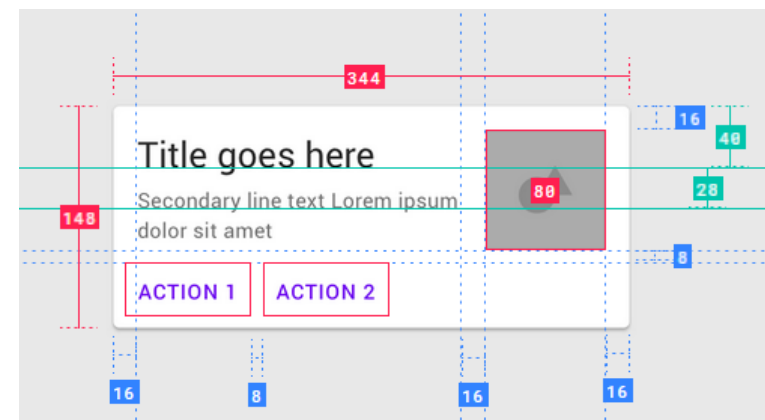 344
16
40
Title goes here
80
28
Secondary line text Lorem ipsum
148
dolor sit amet
8
ACTION 1 ACTION 2
16 8 16 16